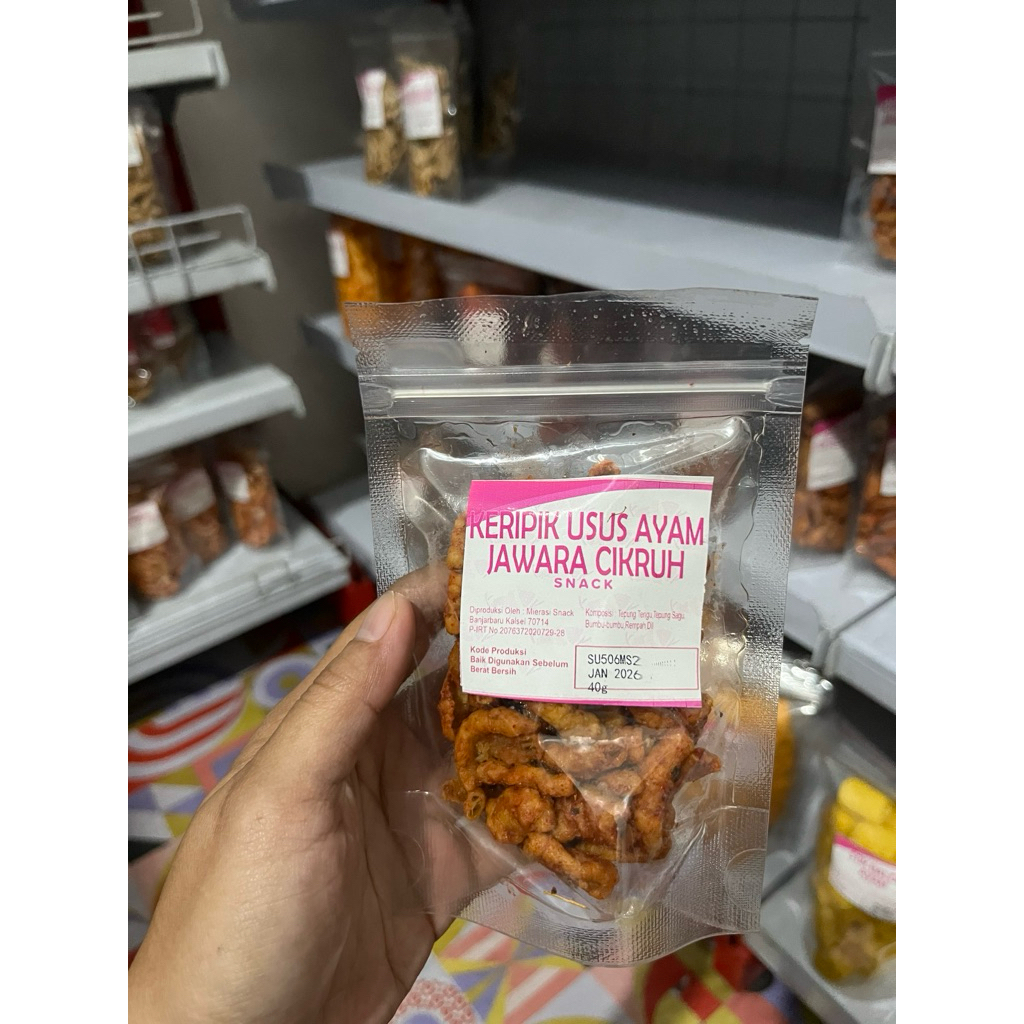 KERIPIK USUS AYAM
JAWARA CIKRUH
SNACK
Diproduksi Oleh : Mierasi Snack
Banjarbaru Kalsel 70714
P-IRT No 2076372020729-28
Komposisi : Tepung Terigu,Tepung Sagu
Bumbu-bumbu,Rempah,Dll
Kode Produksi
Baik Digunakan Sebelum
Berat Bersih
SU506MS2
JAN 2026
40g